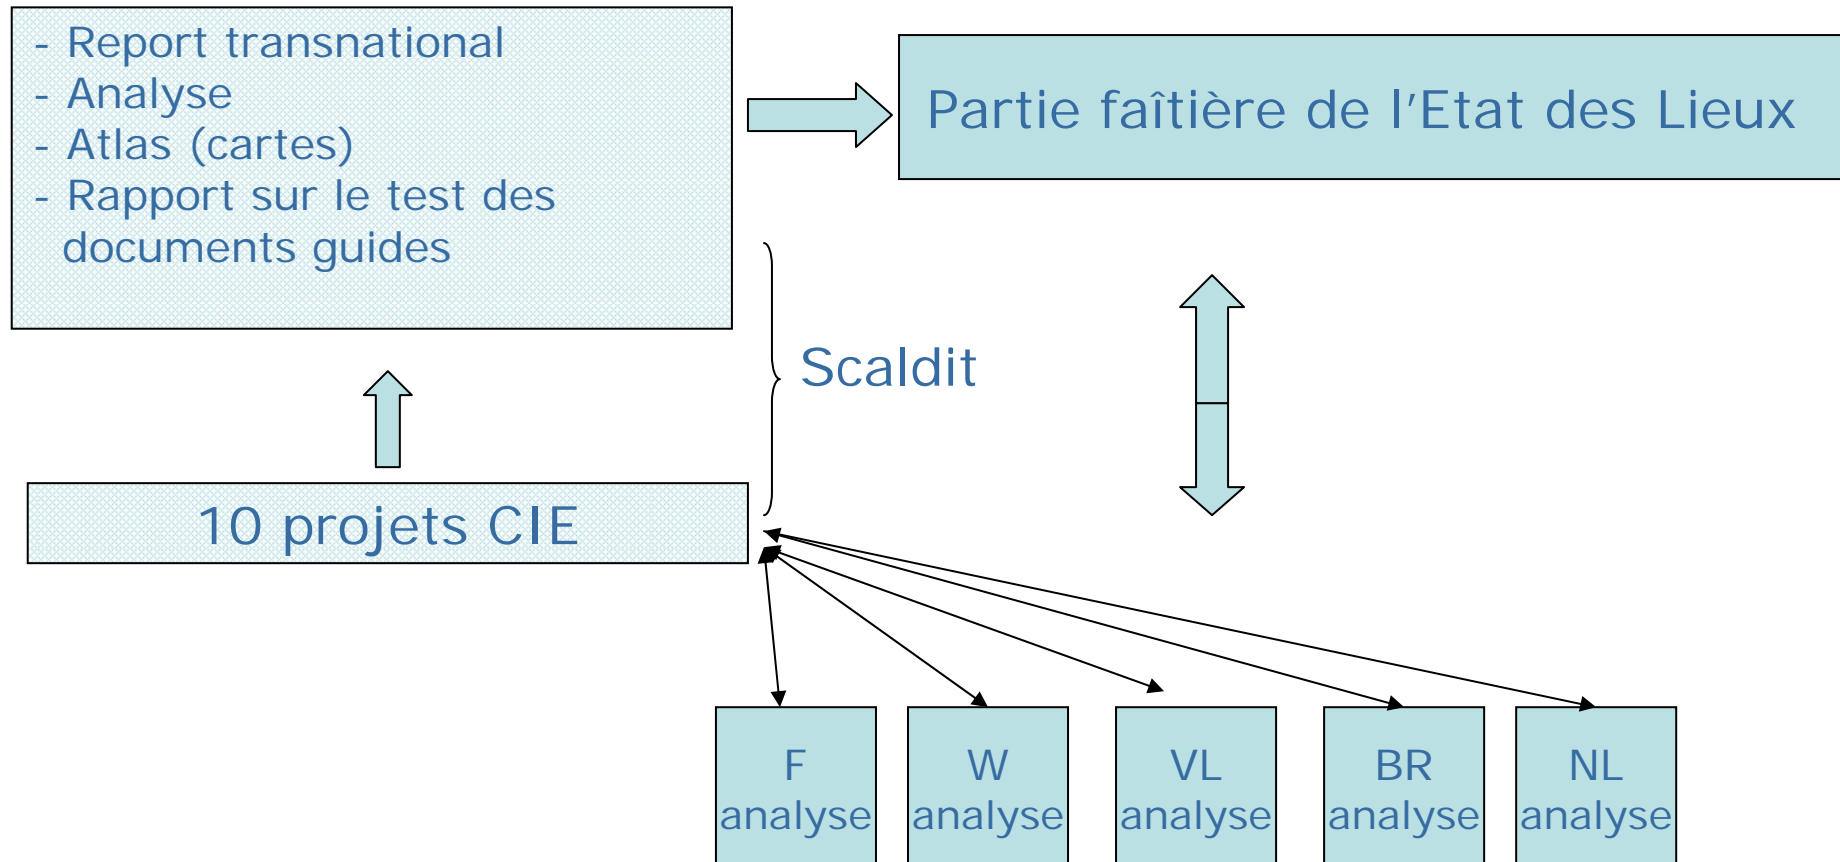 - Report transnational
- Analyse
- Atlas (cartes)
- Rapport sur le test des
documents guides
Partie faîtière de l'Etat des Lieux
Scaldit
10 projets CIE
F
analyse
W
analyse
VL
analyse
BR
analyse
NL
analyse